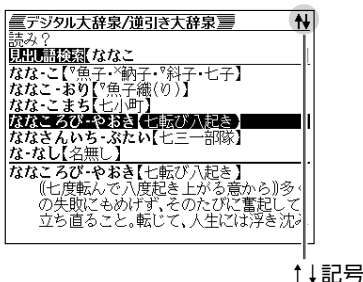 デジタル大辞泉/逆引き大辞泉
読み?
見出し語検索 ななこ
なな‐こ【°魚子・×魶子・°斜子・七子】
ななこ‐おり【°魚子織(り)】
なな‐こまち【七小町】
ななころび‐やおき【七転び八起き】
ななさんいち‐ぶたい【七三一部隊】
な‐なし【名無し】
ななころび‐やおき【七転び八起き】
⸨七度転んで八度起き上がる意から⸩多く
の失敗にもめげず、そのたびに奮起して
立ち直ること。転じて、人生には浮き沈み
↑↓記号